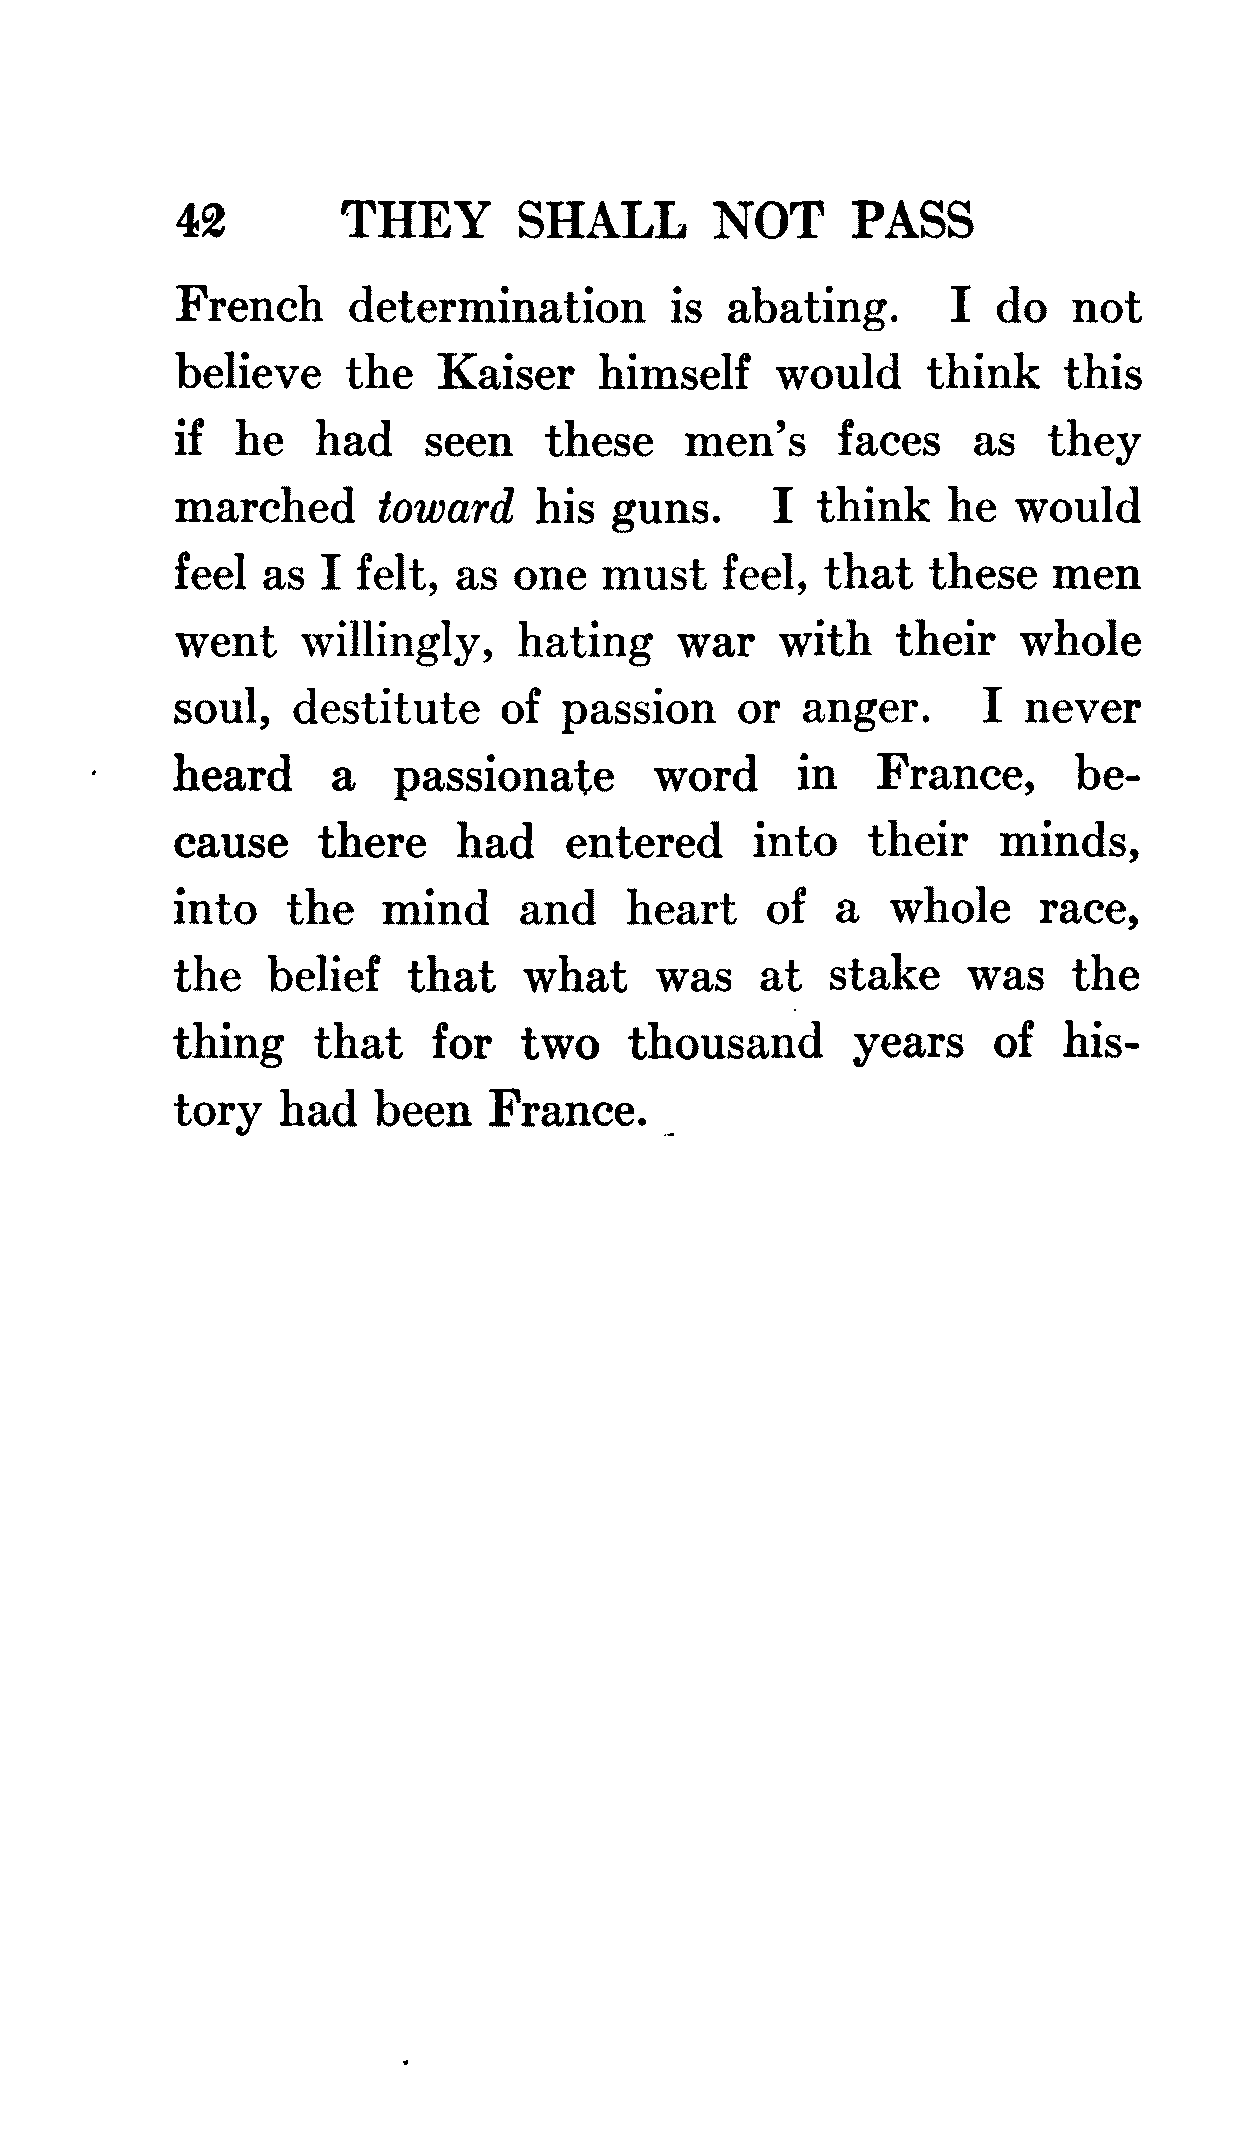 42 THEY SHALL NOT PASS
French determination is abating. I do not
believe the Kaiser himself would think this
if he had seen these men's faces as they
marched toward his guns. I think he would
feel as I felt, as one must feel, that these men
went willingly, hating war with their whole
soul, destitute of passion or anger. I never
heard a passionate word in France, be-
cause there had entered into their minds,
into the mind and heart of a whole race,
the belief that what was at stake was the
thing that for two thousand years of his-
tory had been France.